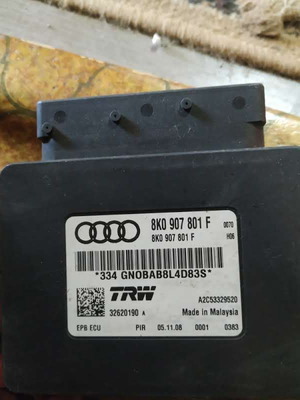 8K0 907 801 F 0070
8K0 907 801 F H06
*334 GNOBAB8L4D83S*
TRW A2C53329520
32620190 A Made in Malaysia
EPB ECU PIR 05.11.08 0001 0383